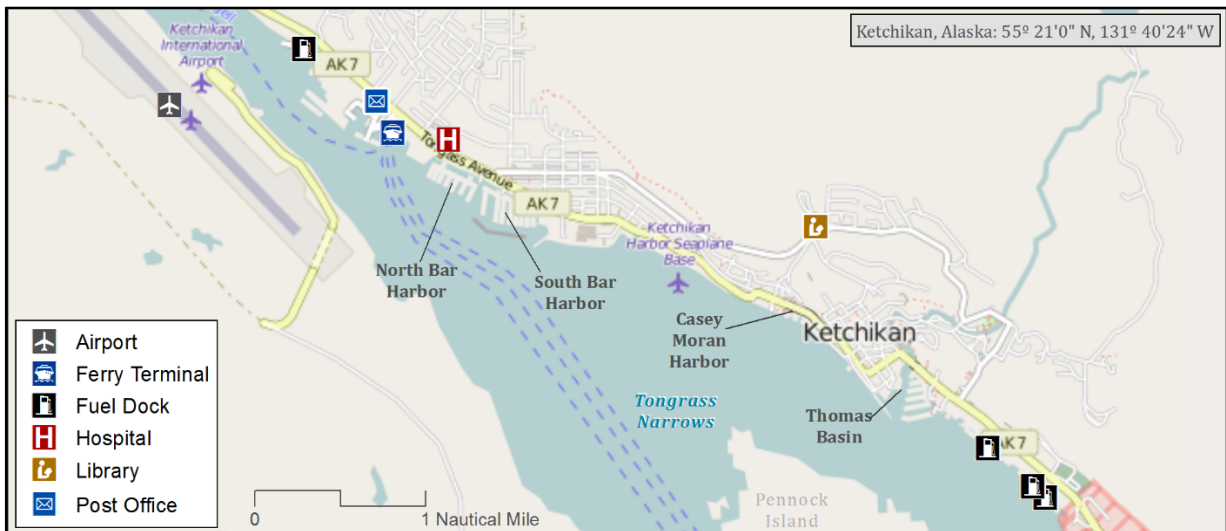 Ketchikan
International
Airport
Ketchikan, Alaska: 55º 21'0" N, 131º 40'24" W
AK7
Tongass Avenue
H
AK7
Ketchikan
Harbor Seaplane
Base
North Bar
Harbor
South Bar
Harbor
Casey
Moran
Harbor
Ketchikan
Tongrass
Narrows
Thomas
Basin
AK7
Pennock
Island
Airport
Ferry Terminal
Fuel Dock
H Hospital
Library
Post Office
0 1 Nautical Mile